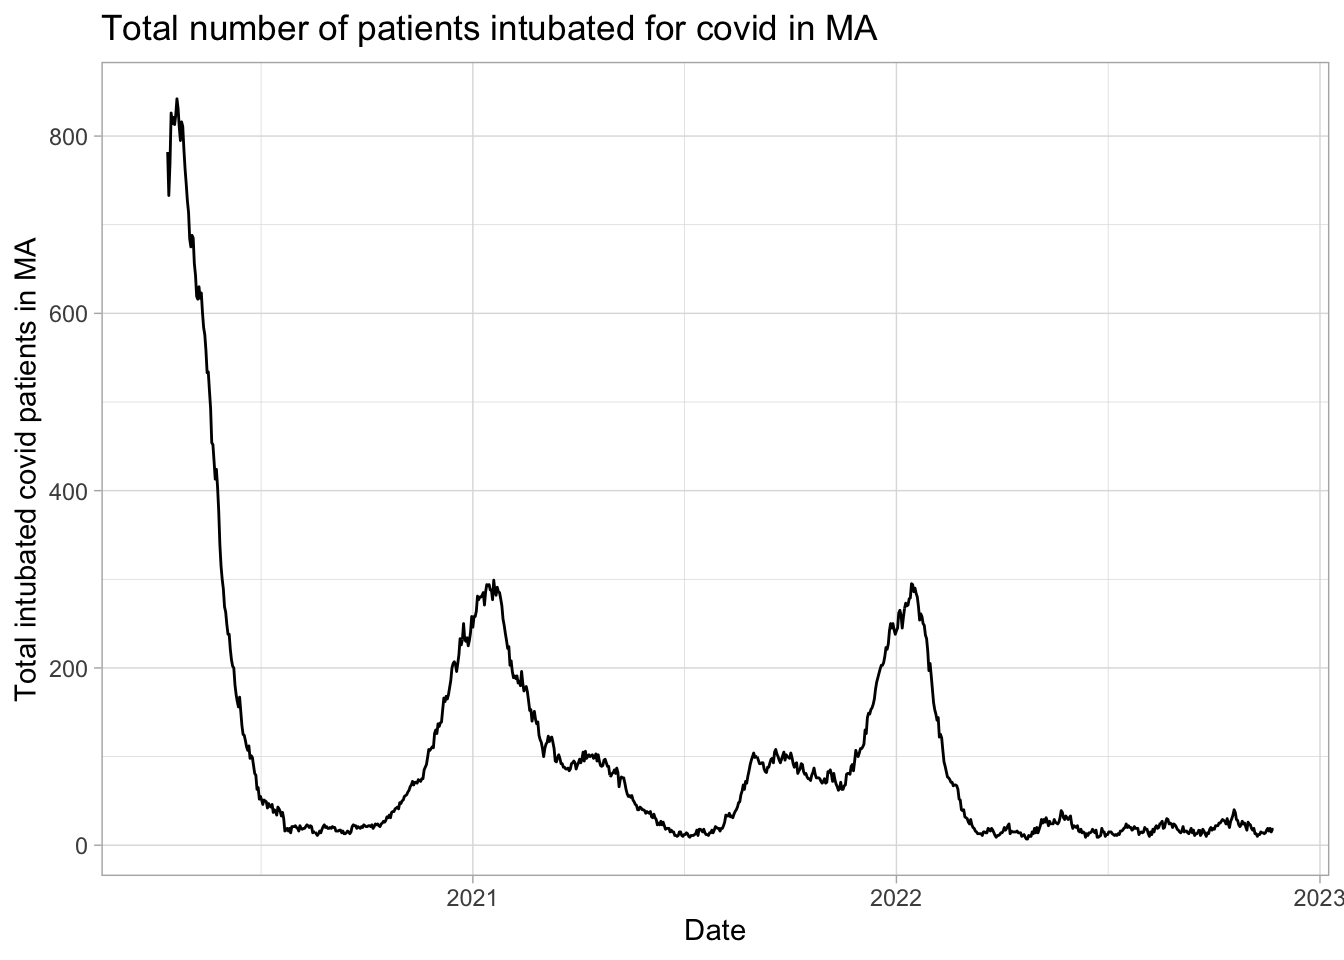 Total number of patients intubated for covid in MA
Total intubated covid patients in MA
800
600
400
200
0
2021
2022
2023
Date